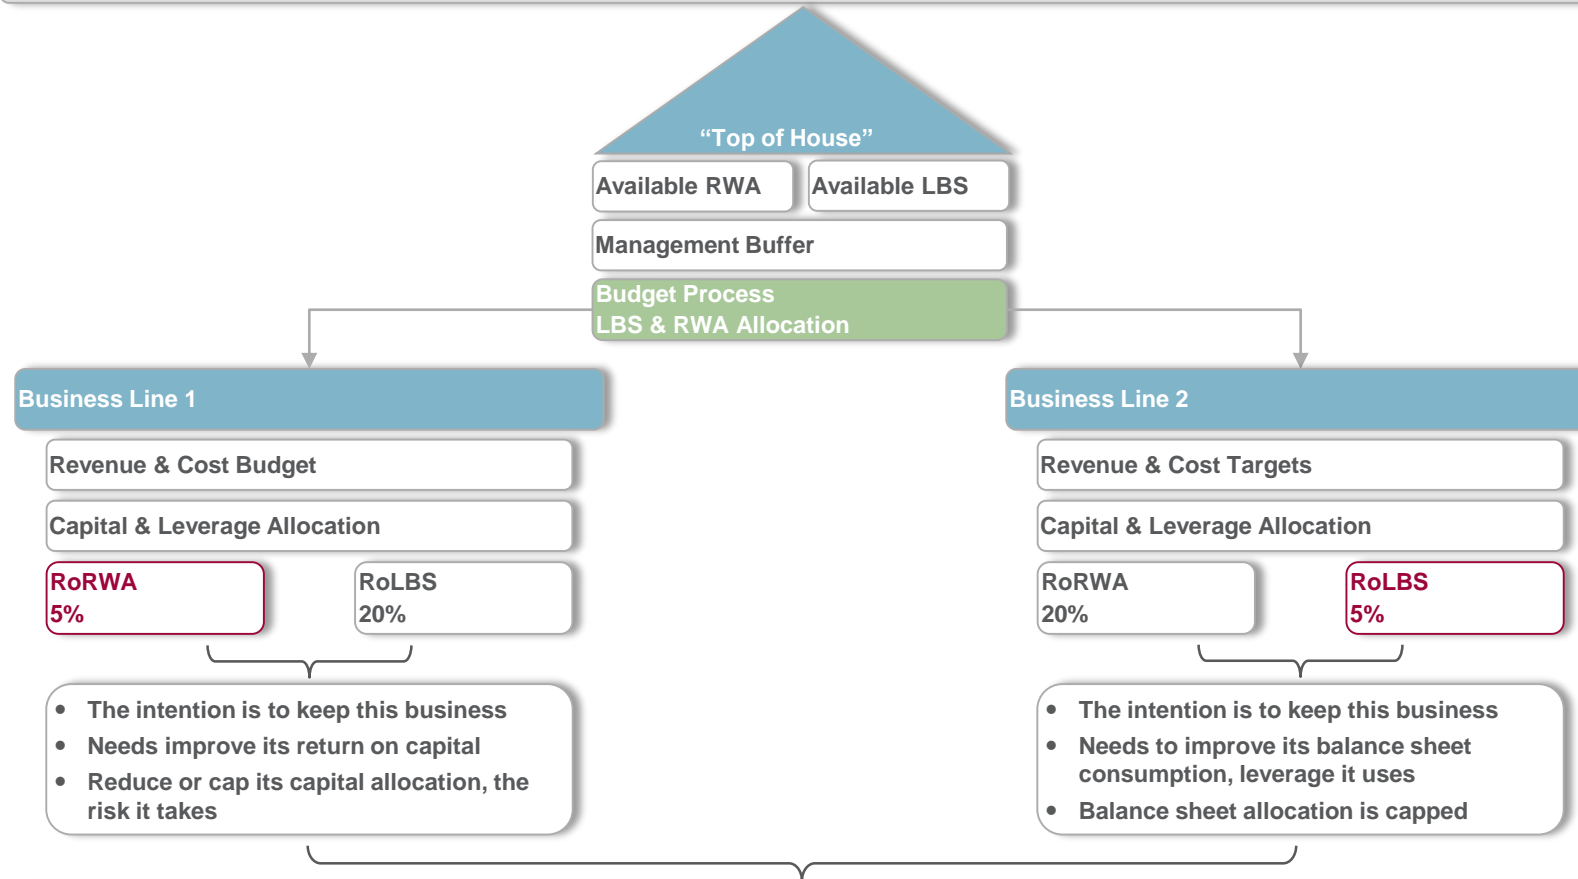 “Top of House”
Available RWA
Available LBS
Management Buffer
Budget Process
LBS & RWA Allocation
Business Line 1
Revenue & Cost Budget
Capital & Leverage Allocation
RoRWA
5%
RoLBS
20%
• The intention is to keep this business
• Needs improve its return on capital
• Reduce or cap its capital allocation, the
risk it takes
Business Line 2
Revenue & Cost Targets
Capital & Leverage Allocation
RoRWA
20%
RoLBS
5%
• The intention is to keep this business
• Needs to improve its balance sheet
consumption, leverage it uses
• Balance sheet allocation is capped